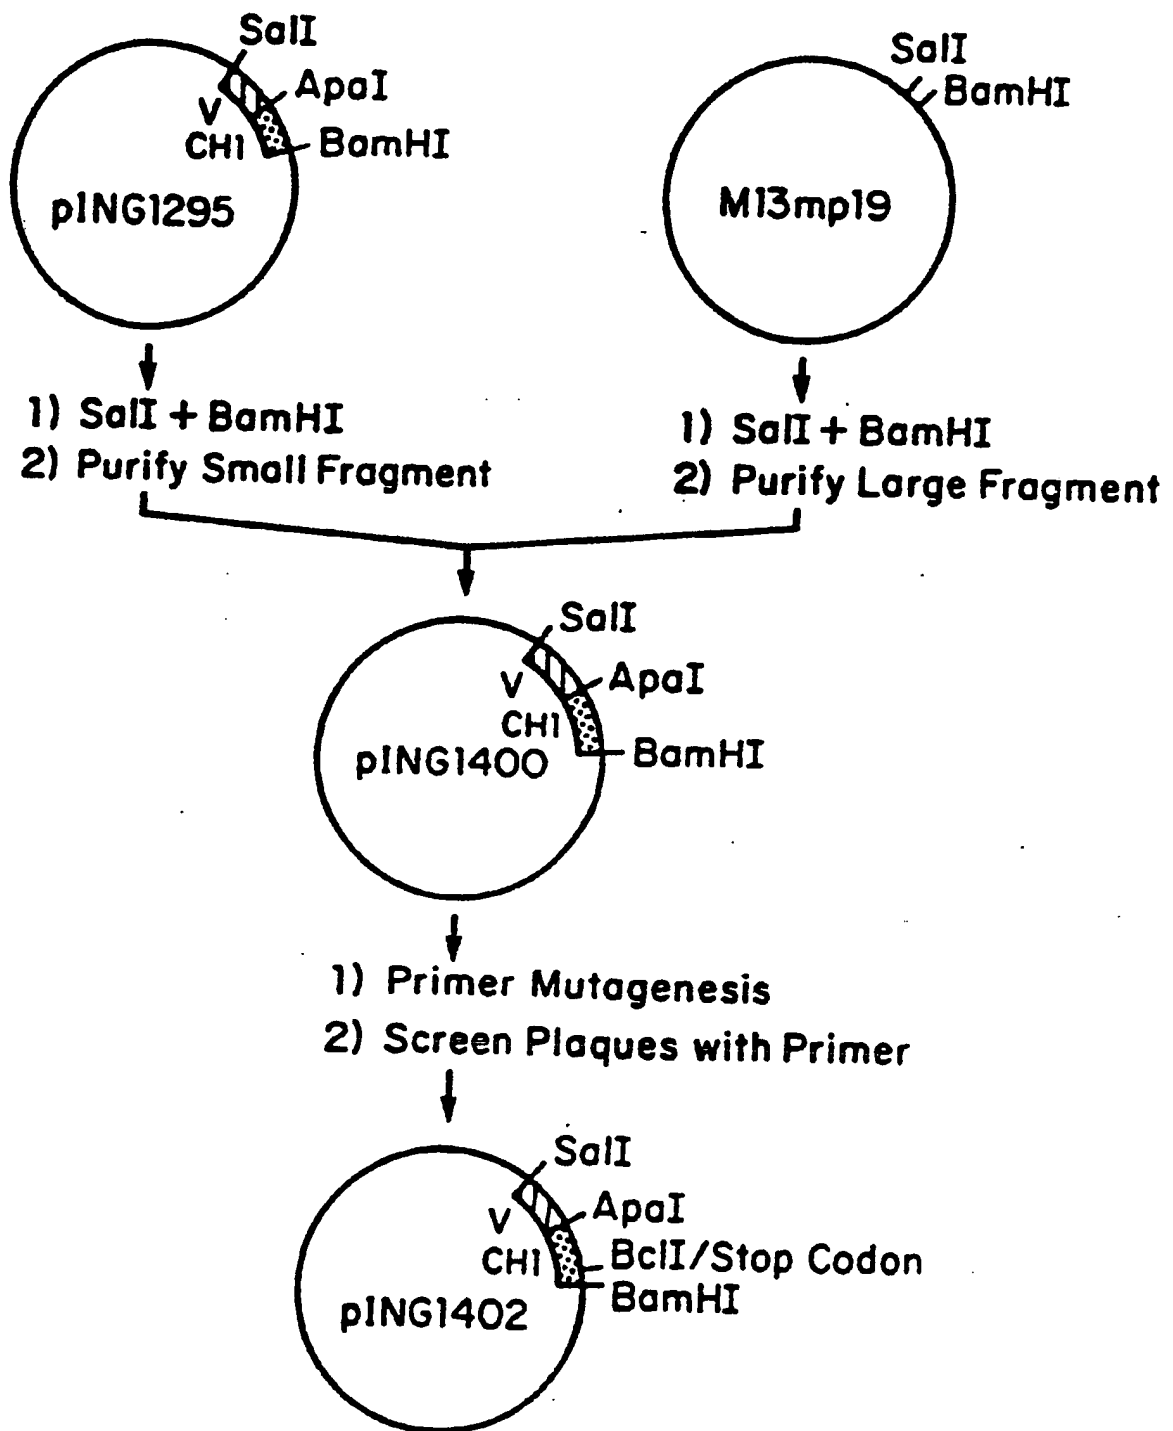 SalI
ApaI
V
CH1
BamHI
pING1295
SalI
BamHI
M13mp19
1) SalI + BamHI
2) Purify Small Fragment
1) SalI + BamHI
2) Purify Large Fragment
SalI
V
ApaI
CH1
BamHI
pING1400
1) Primer Mutagenesis
2) Screen Plaques with Primer
SalI
V
ApaI
CH1
BclI/Stop Codon
BamHI
pING1402